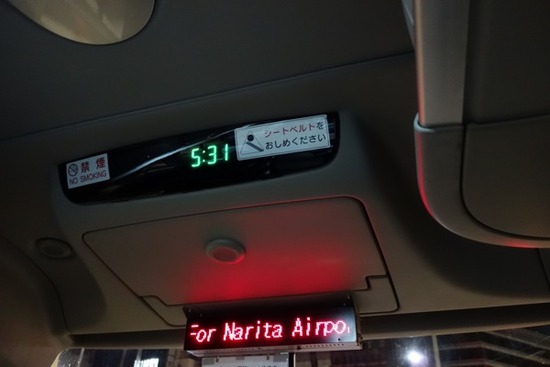 禁煙
NO SMOKING
5:31
シートベルトを
おしめください
For Narita Airpo